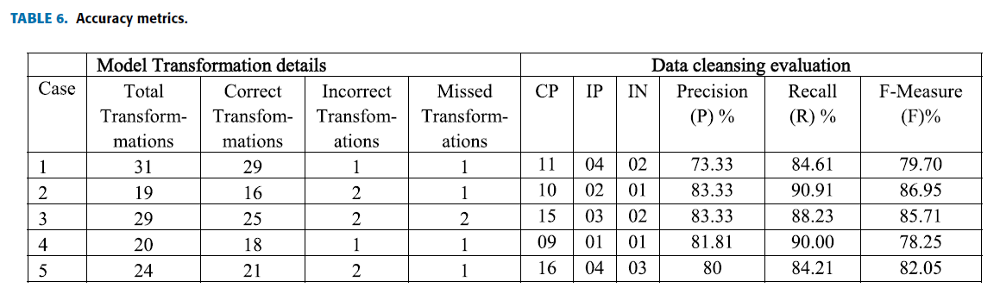 TABLE 6. Accuracy metrics.
Model Transformation details Data cleansing evaluation
Case Total Correct Incorrect Missed CP IP IN Precision Recall F-Measure
Transform- Transfom- Transfom- Transform- (P) % (R) % (F)%
mations mations ations ations
1 31 29 1 1 11 04 02 73.33 84.61 79.70
2 19 16 2 1 10 02 01 83.33 90.91 86.95
3 29 25 2 2 15 03 02 83.33 88.23 85.71
4 20 18 1 1 09 01 01 81.81 90.00 78.25
5 24 21 2 1 16 04 03 80 84.21 82.05